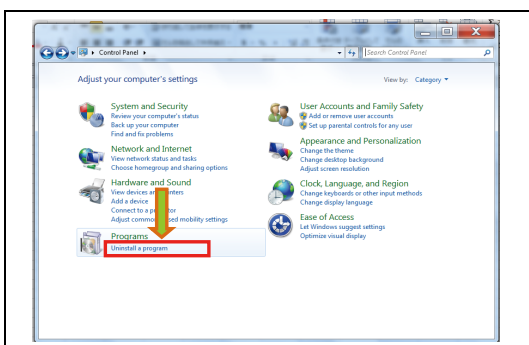 Control Panel
Search Control Panel
Adjust your computer's settings
View by: Category
System and Security
Review your computer's status
Back up your computer
Find and fix problems
Network and Internet
View network status and tasks
Choose homegroup and sharing options
Hardware and Sound
View devices and
Add a device
Connect to a
Adjust mobility settings
Programs
Uninstall a program
User Accounts and Family Safety
Add or remove user accounts
Set up parental controls for any user
Appearance and Personalization
Change the theme
Change desktop background
Adjust screen resolution
Clock, Language, and Region
Change keyboards or other input methods
Change display language
Ease of Access
Let Windows suggest settings
Optimize visual display